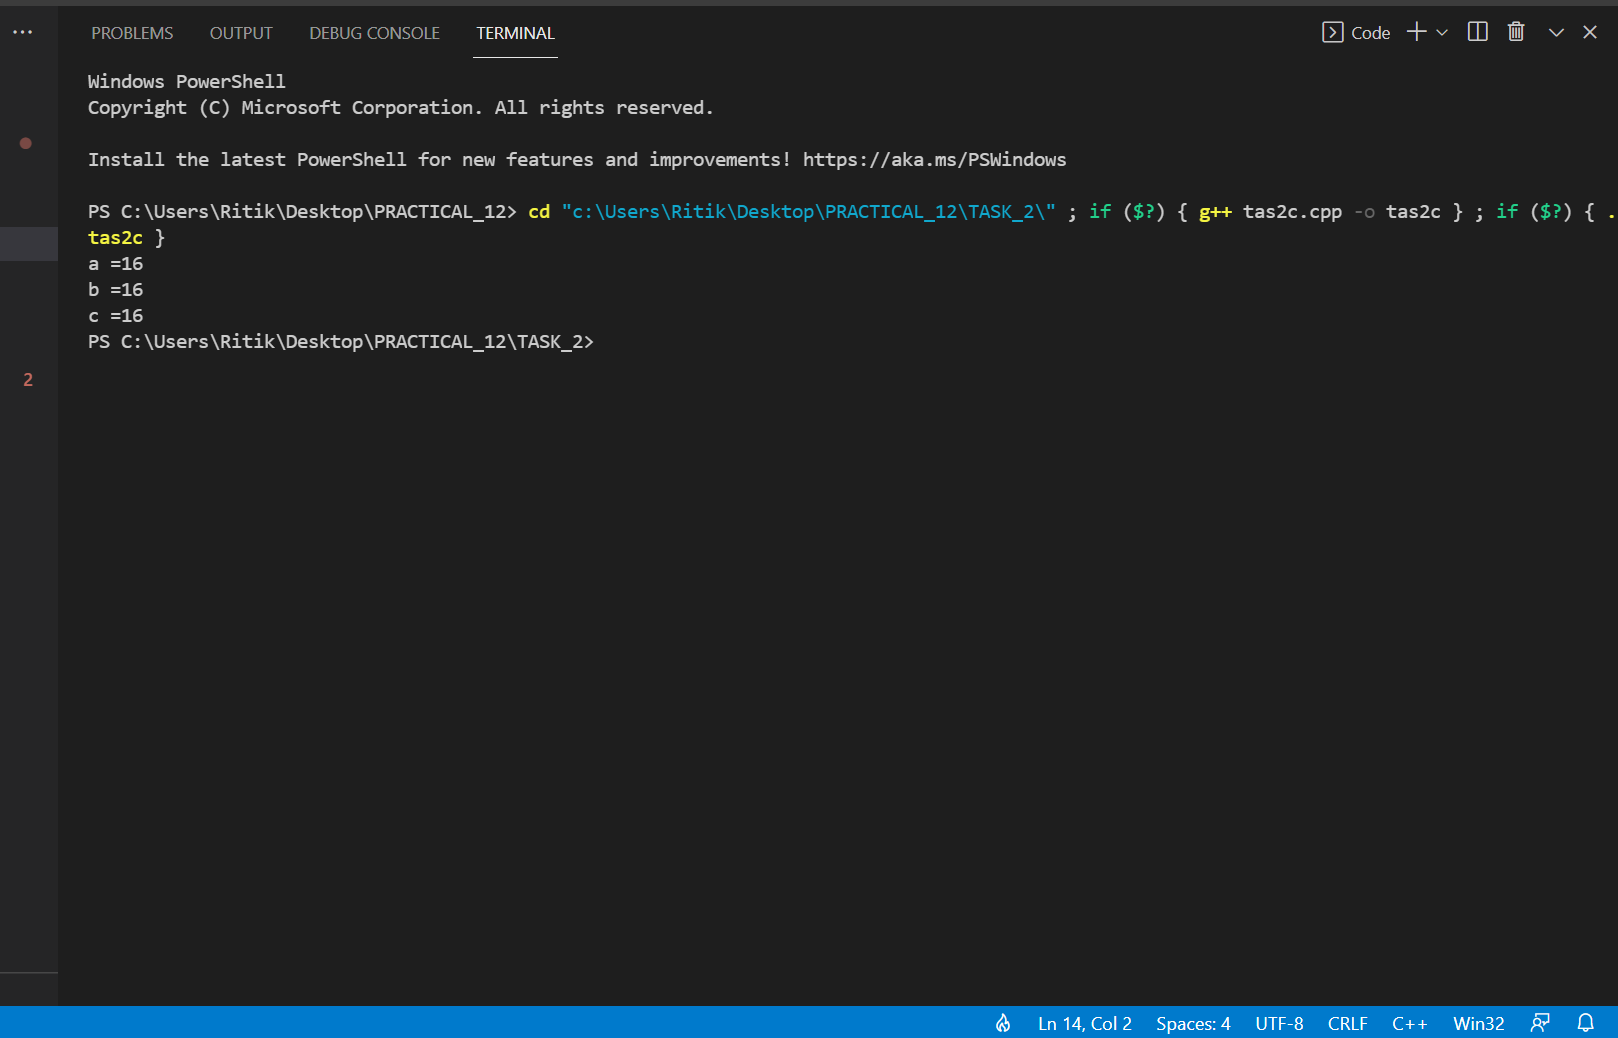 PROBLEMS OUTPUT DEBUG CONSOLE TERMINAL Code
Windows PowerShell
Copyright (C) Microsoft Corporation. All rights reserved.
Install the latest PowerShell for new features and improvements! https://aka.ms/PSWindows
PS C:\Users\Ritik\Desktop\PRACTICAL_12> cd "c:\Users\Ritik\Desktop\PRACTICAL_12\TASK_2\" ; if ($?) { g++ tas2c.cpp -o tas2c } ; if ($?) { .
tas2c }
a =16
b =16
c =16
PS C:\Users\Ritik\Desktop\PRACTICAL_12\TASK_2>
2
Ln 14, Col 2 Spaces: 4 UTF-8 CRLF C++ Win32